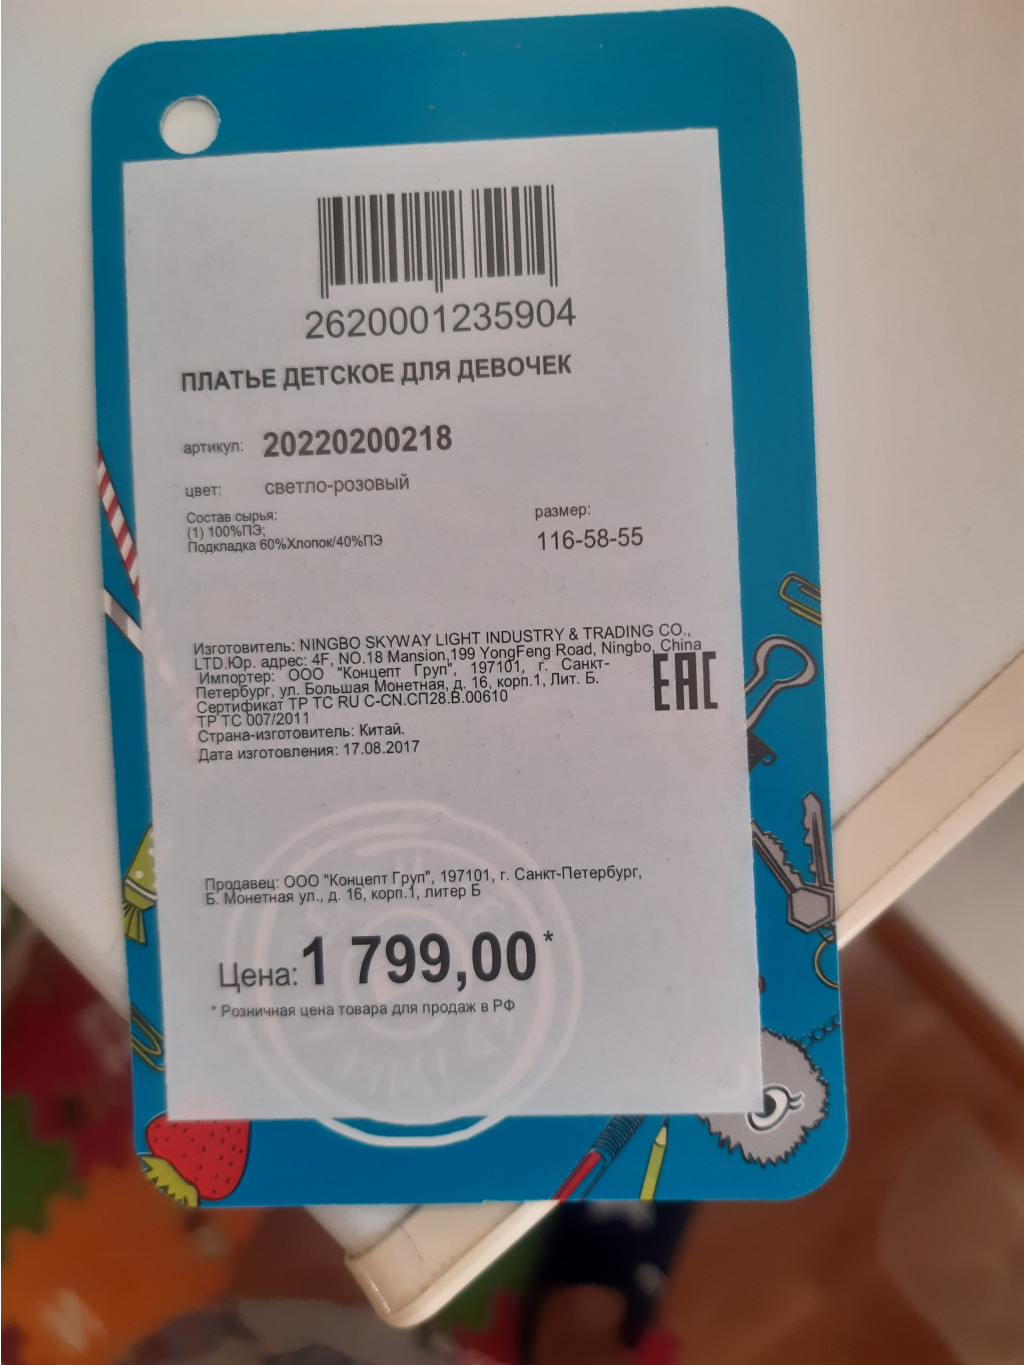 2620001235904
ПЛАТЬЕ ДЕТСКОЕ ДЛЯ ДЕВОЧЕК
артикул: 20220200218
цвет: светло-розовый
Состав сырья:
(1) 100%ПЭ;
Подкладка 60%Хлопок/40%ПЭ
размер:
116-58-55
Изготовитель: NINGBO SKYWAY LIGHT INDUSTRY & TRADING CO.,
LTD.Юр. адрес: 4F, NO.18 Mansion,199 YongFeng Road, Ningbo, China
Импортер: ООО "Концепт Груп", 197101, г. Санкт-
Петербург, ул. Большая Монетная, д. 16, корп.1, Лит. Б.
Сертификат ТР ТС RU C-CN.СП28.В.00610
ТР ТС 007/2011
Страна-изготовитель: Китай.
Дата изготовления: 17.08.2017
EAC
Продавец: ООО "Концепт Груп", 197101, г. Санкт-Петербург,
Б. Монетная ул., д. 16, корп.1, литер Б
Цена: 1 799,00*
* Розничная цена товара для продаж в РФ